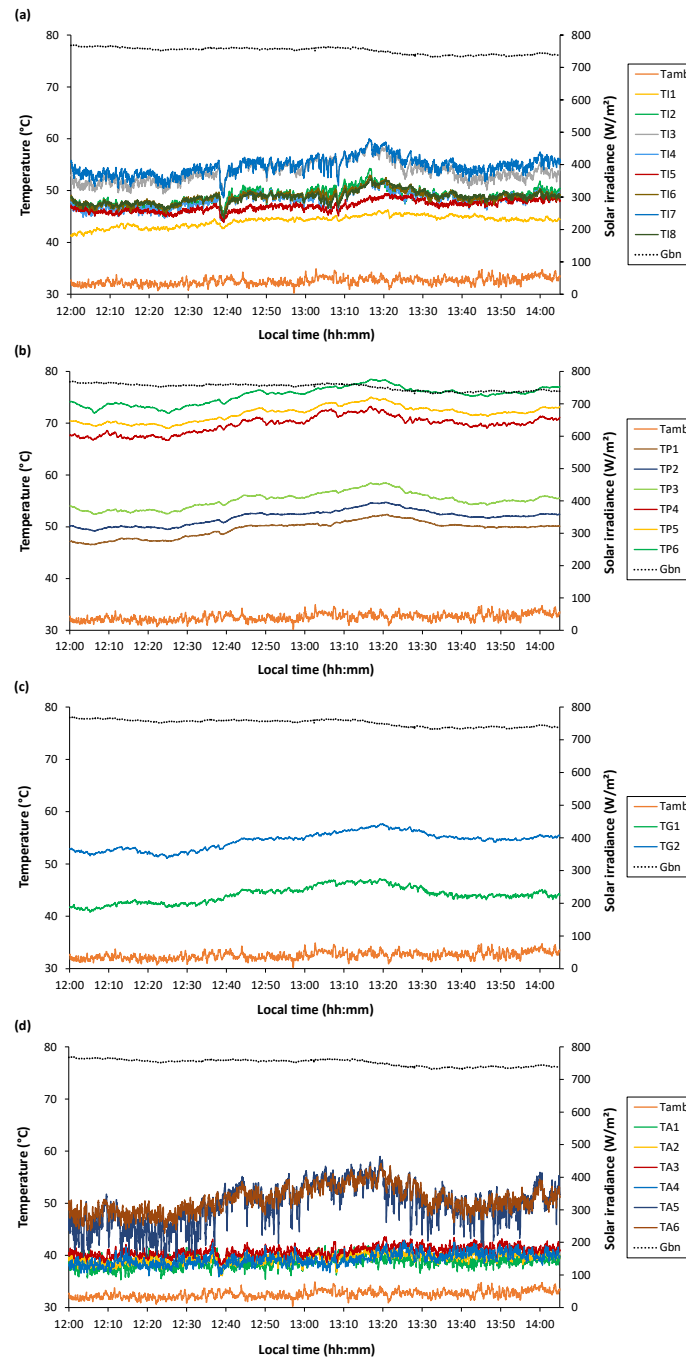 (a)
80
70
60
50
40
30
Temperature (°C)
800
700
600
500
400
300
200
100
0
Solar irradiance (W/m²)
12:00 12:10 12:20 12:30 12:40 12:50 13:00 13:10 13:20 13:30 13:40 13:50 14:00
Local time (hh:mm)
Tamb
TI1
TI2
TI3
TI4
TI5
TI6
TI7
TI8
Gbn
(b)
80
70
60
50
40
30
Temperature (°C)
800
700
600
500
400
300
200
100
0
Solar irradiance (W/m²)
12:00 12:10 12:20 12:30 12:40 12:50 13:00 13:10 13:20 13:30 13:40 13:50 14:00
Local time (hh:mm)
Tamb
TP1
TP2
TP3
TP4
TP5
TP6
Gbn
(c)
80
70
60
50
40
30
Temperature (°C)
800
700
600
500
400
300
200
100
0
Solar irradiance (W/m²)
12:00 12:10 12:20 12:30 12:40 12:50 13:00 13:10 13:20 13:30 13:40 13:50 14:00
Local time (hh:mm)
Tamb
TG1
TG2
Gbn
(d)
80
70
60
50
40
30
Temperature (°C)
800
700
600
500
400
300
200
100
0
Solar irradiance (W/m²)
12:00 12:10 12:20 12:30 12:40 12:50 13:00 13:10 13:20 13:30 13:40 13:50 14:00
Local time (hh:mm)
Tamb
TA1
TA2
TA3
TA4
TA5
TA6
Gbn